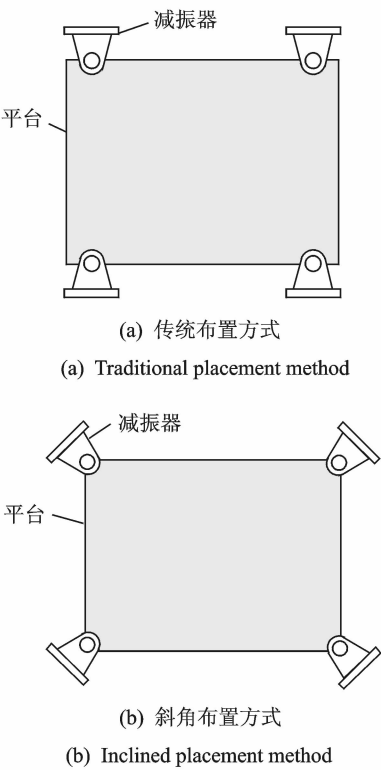 减振器
平台
(a) 传统布置方式
(a) Traditional placement method
减振器
平台
(b) 斜角布置方式
(b) Inclined placement method